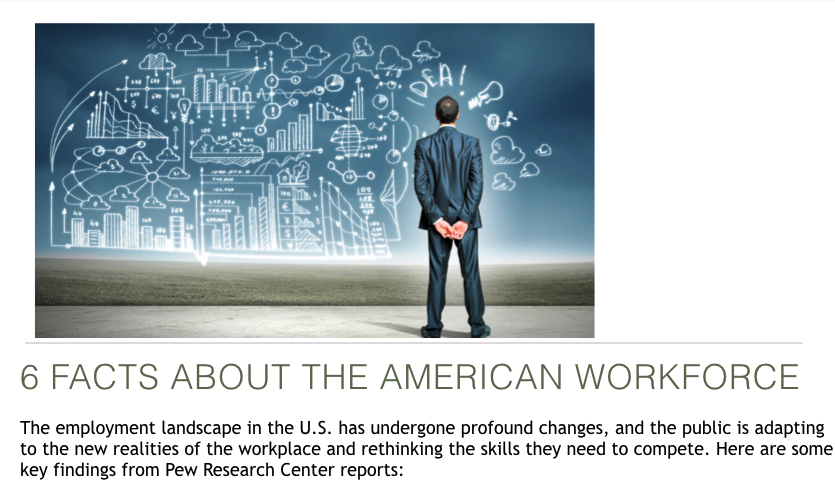 IDEA!
6 FACTS ABOUT THE AMERICAN WORKFORCE
The employment landscape in the U.S. has undergone profound changes, and the public is adapting
to the new realities of the workplace and rethinking the skills they need to compete. Here are some
key findings from Pew Research Center reports: